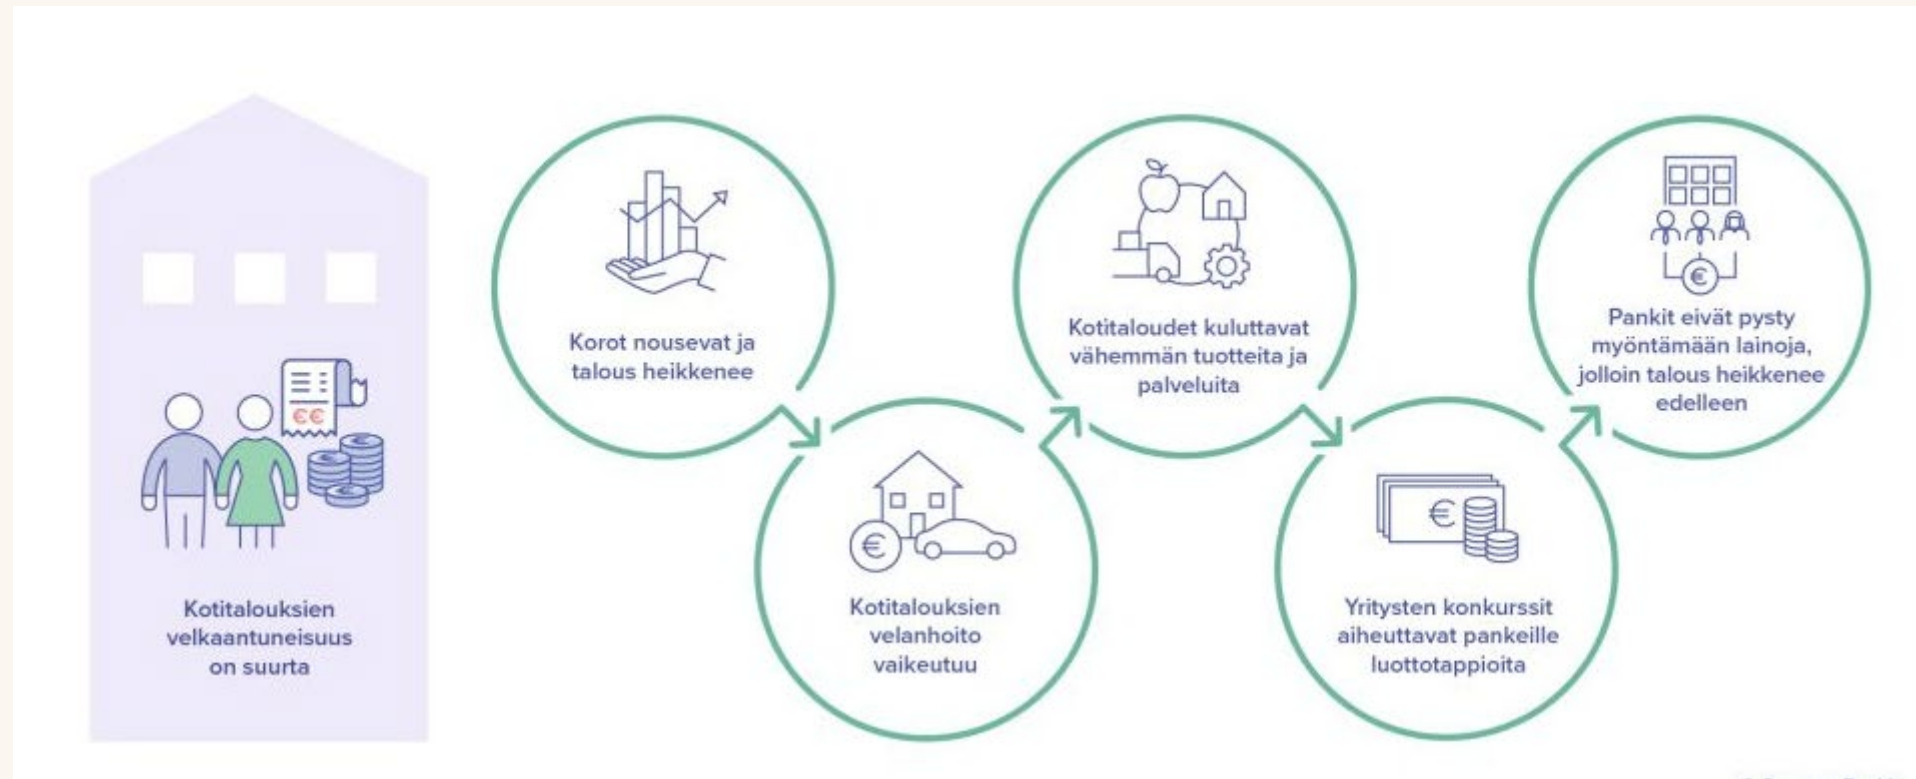 Kotitalouksien
velkaantuneisuus
on suurta
€€
Korot nousevat ja
talous heikkenee
€
Kotitalouksien
velanhoito
vaikeutuu
Kotitaloudet kuluttavat
vähemmän tuotteita ja
palveluita
€
Yritysten konkurssit
aiheuttavat pankeille
luottotappioita
€
Pankit eivät pysty
myöntämään lainoja,
jolloin talous heikkenee
edelleen